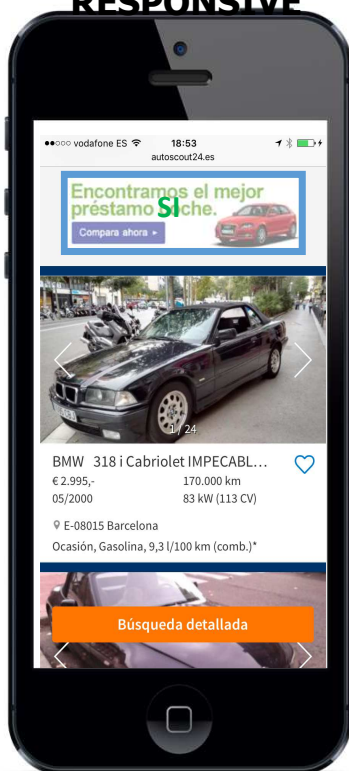 RESPONSIVE
vodafone ES 18:53
autoscout24.es
Encontramos el mejor
préstamo coche.
SI
Compara ahora
1 / 24
BMW 318 i Cabriolet IMPECABL...
€ 2.995,- 170.000 km
05/2000 83 kW (113 CV)
E-08015 Barcelona
Ocasión, Gasolina, 9,3 l/100 km (comb.)*
Búsqueda detallada